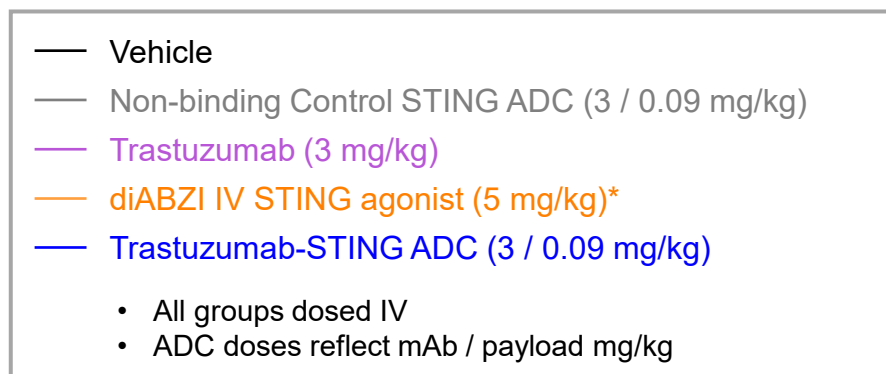 Vehicle
Non-binding Control STING ADC (3 / 0.09 mg/kg)
Trastuzumab (3 mg/kg)
diABZI IV STING agonist (5 mg/kg)*
Trastuzumab-STING ADC (3 / 0.09 mg/kg)
• All groups dosed IV
• ADC doses reflect mAb / payload mg/kg